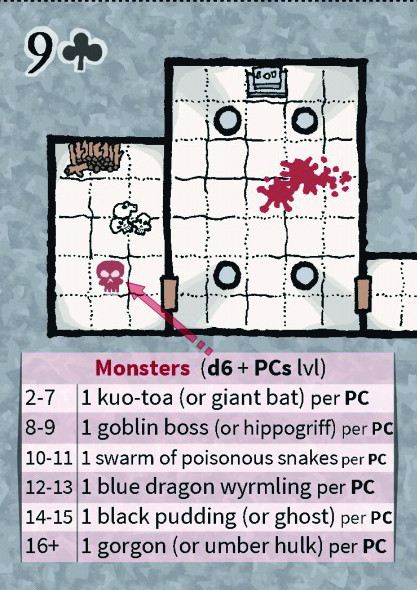 9♣
Monsters (d6 + PCs lvl)
2-7 1 kuo-toa (or giant bat) per PC
8-9 1 goblin boss (or hippogriff) per PC
10-11 1 swarm of poisonous snakes per PC
12-13 1 blue dragon wyrmling per PC
14-15 1 black pudding (or ghost) per PC
16+ 1 gorgon (or umber hulk) per PC